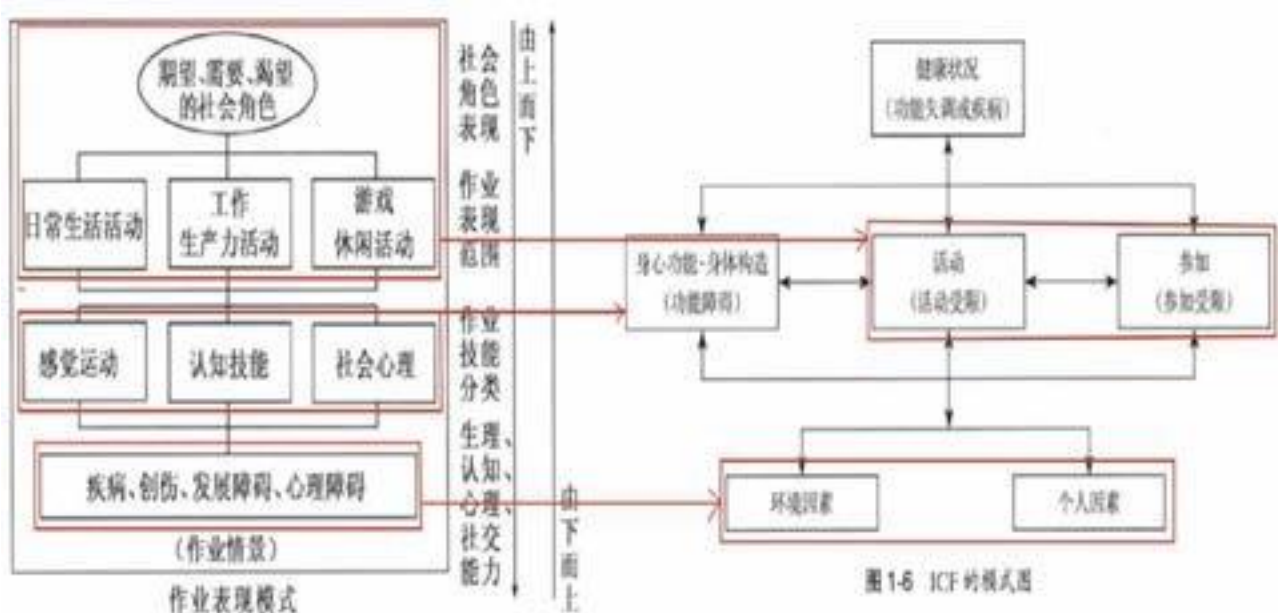 期望、需要、渴望
的社会角色
日常生活活动
工作
生产力活动
游戏
休闲活动
感觉运动
认知技能
社会心理
疾病、创伤、发展障碍、心理障碍
(作业情景)
作业表现模式
社会角色表现
作业表现范围
作业技能分类
生理、认知、心理、社交能力
由上而下
由下而上
健康状况
(功能失调或疾病)
身心功能-身体构造
(功能障碍)
活动
(活动受限)
参加
(参加受限)
环境因素
个人因素
图1-6 ICF的模式图